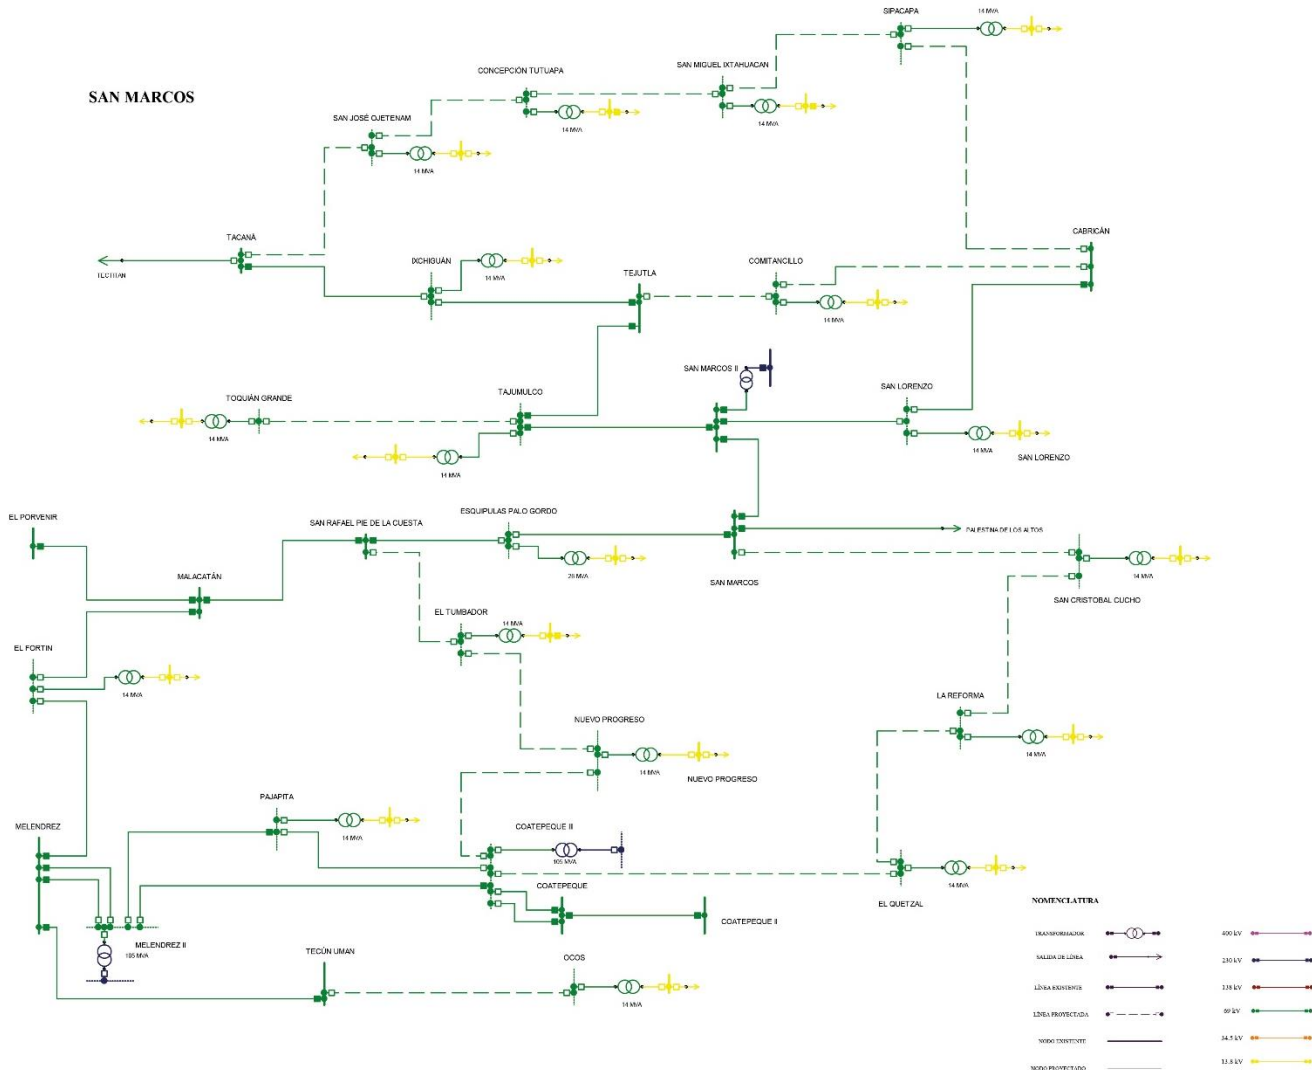 SIPACAPA
14 MVA
SAN MIGUEL IXTAHUACAN
CONCEPCIÓN TUTUAPA
SAN MARCOS
14 MVA
14 MVA
SAN JOSÉ OJETENAM
14 MVA
TACANÁ
CABRICÁN
IXCHIGUÁN
COMITANCILLO
TEJUTLA
14 MVA
14 MVA
SAN MARCOS II
SAN LORENZO
TOQUIÁN GRANDE
TAJUMULCO
14 MVA
14 MVA
SAN LORENZO
14 MVA
ESQUIPULAS PALO GORDO
EL PORVENIR
SAN RAFAEL PIE DE LA CUESTA
PALESTINA DE LOS ALTOS
28 MVA
14 MVA
MALACATÁN
SAN MARCOS
SAN CRISTOBAL CUCHO
EL TUMBADOR
14 MVA
EL FORTIN
14 MVA
LA REFORMA
NUEVO PROGRESO
14 MVA
14 MVA
NUEVO PROGRESO
PAJAPITA
MELENDREZ
COATEPEQUE II
14 MVA
105 MVA
14 MVA
COATEPEQUE
EL QUETZAL
COATEPEQUE II
NOMENCLATURA
TRANSFORMADOR
400 kV
MELENDREZ II
TECÚN UMAN
OCOS
SALIDA DE LÍNEA
230 kV
LÍNEA EXISTENTE
138 kV
14 MVA
LÍNEA PROYECTADA
69 kV
NODO EXISTENTE
34.5 kV
NODO PROYECTADO
13.8 kV